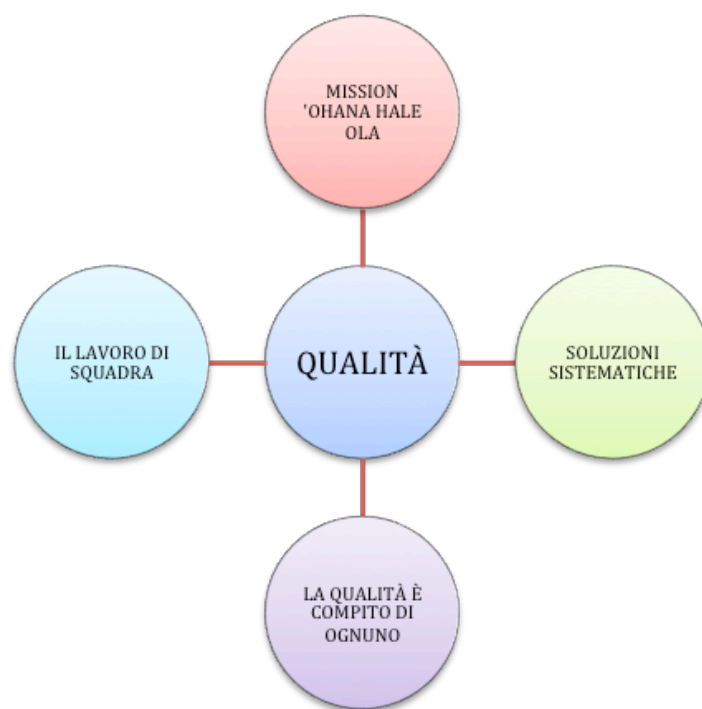 MISSION
'OHANA HALE
OLA
IL LAVORO DI
SQUADRA
QUALITÀ
SOLUZIONI
SISTEMATICHE
LA QUALITÀ È
COMPITO DI
OGNUNO